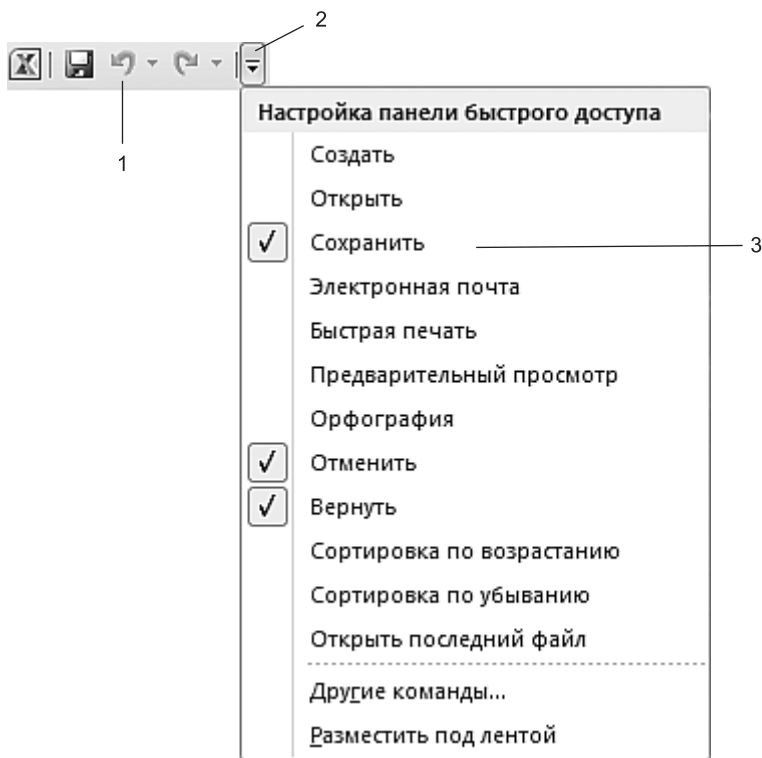 2
1
Настройка панели быстрого доступа
Создать
Открыть
Сохранить
3
Электронная почта
Быстрая печать
Предварительный просмотр
Орфография
Отменить
Вернуть
Сортировка по возрастанию
Сортировка по убыванию
Открыть последний файл
Другие команды...
Разместить под лентой